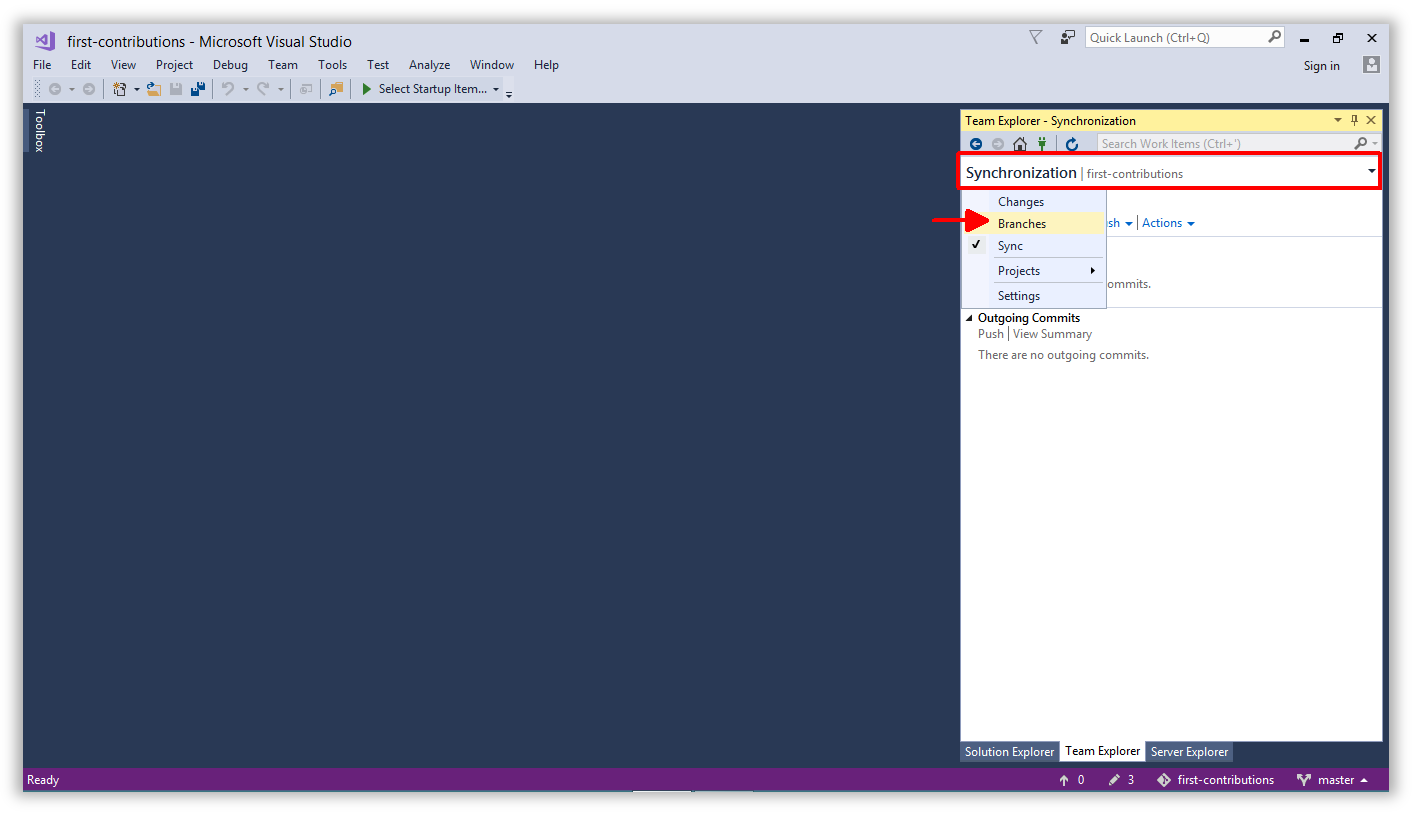 first-contributions - Microsoft Visual Studio
Quick Launch (Ctrl+Q)
File Edit View Project Debug Team Tools Test Analyze Window Help
Sign in
Select Startup Item...
Toolbox
Team Explorer - Synchronization
Search Work Items (Ctrl+')
Synchronization | first-contributions
Changes
Branches
sh | Actions
Sync
Projects
ommits.
Settings
Outgoing Commits
Push | View Summary
There are no outgoing commits.
Solution Explorer Team Explorer Server Explorer
Ready 0 3 first-contributions master